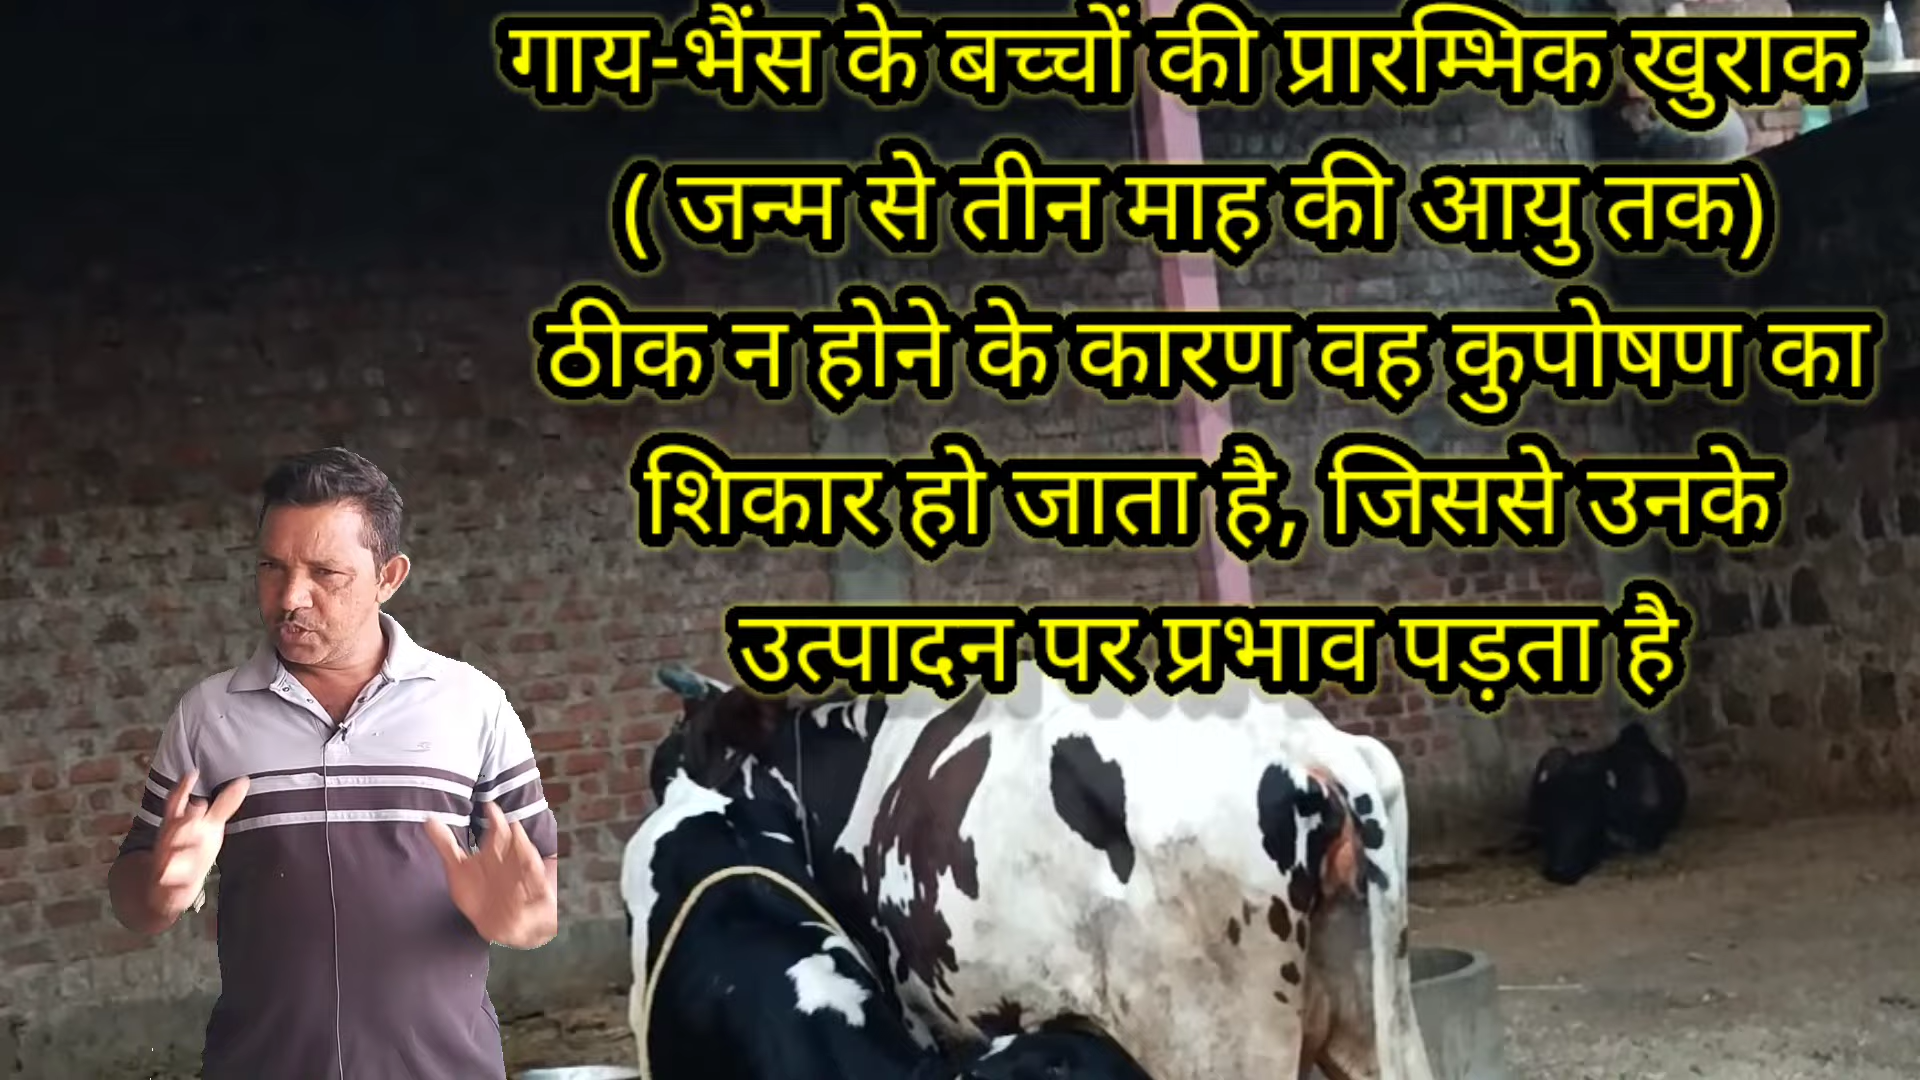 गाय-भैंस के बच्चों की प्रारम्भिक खुराक
( जन्म से तीन माह की आयु तक)
ठीक न होने के कारण वह कुपोषण का
शिकार हो जाता है, जिससे उनके
उत्पादन पर प्रभाव पड़ता है